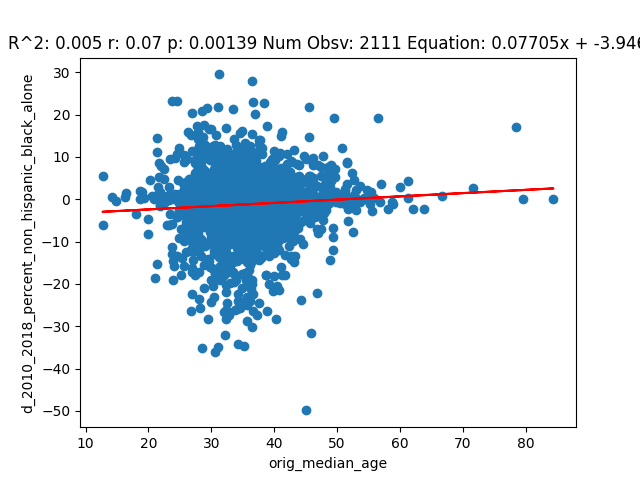 R^2: 0.005 r: 0.07 p: 0.00139 Num Obsv: 2111 Equation: 0.07705x + -3.946
d_2010_2018_percent_non_hispanic_black_alone
30
20
10
0
−10
−20
−30
−40
−50
10 20 30 40 50 60 70 80
orig_median_age